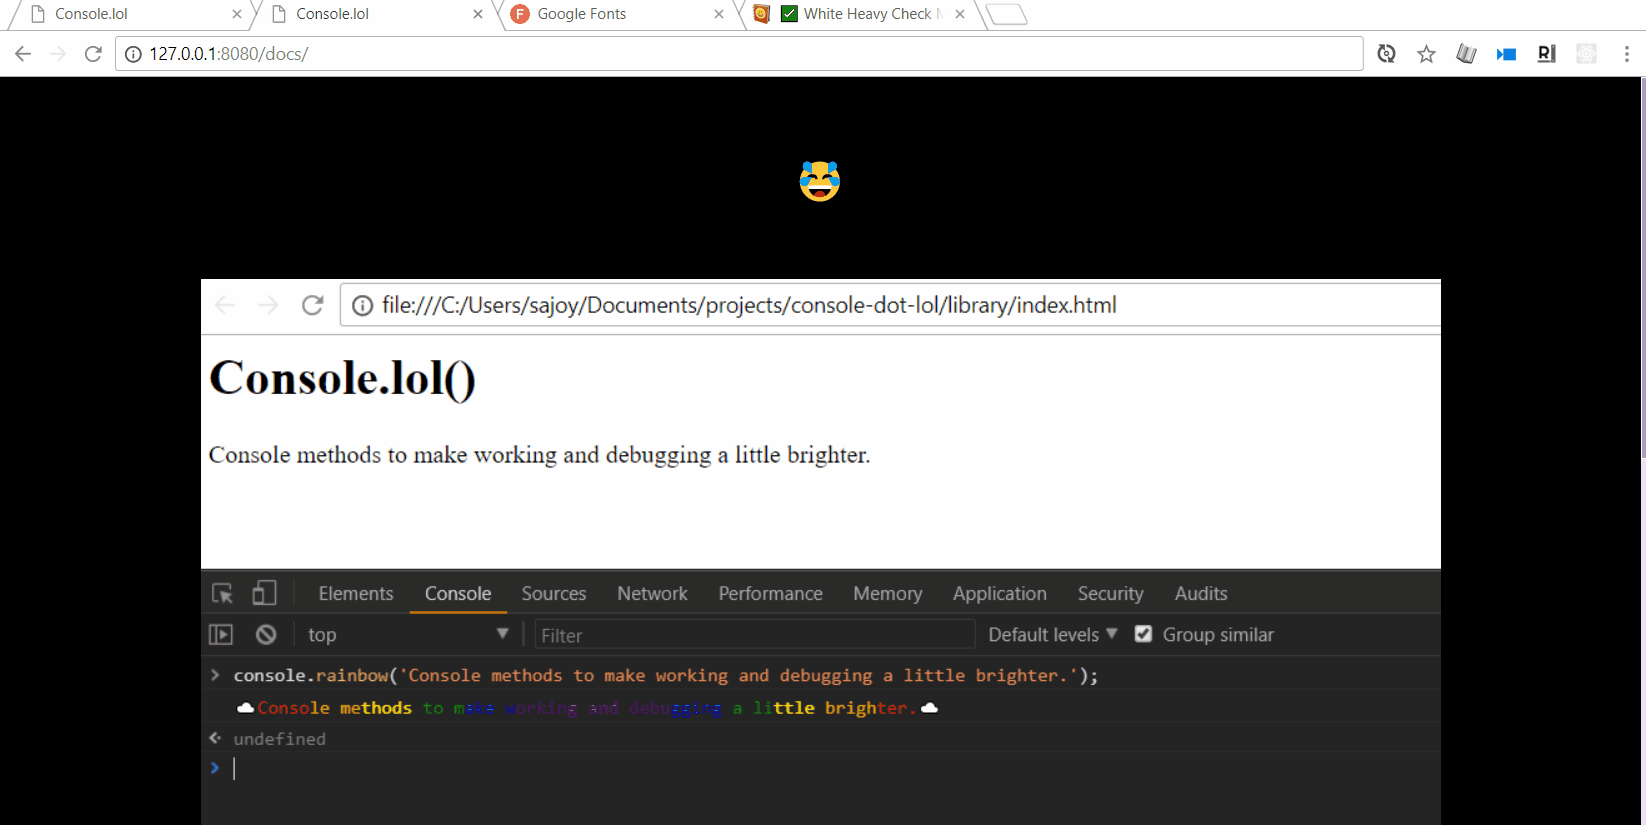 Console.lol
Console.lol
Google Fonts
White Heavy Check
127.0.0.1:8080/docs/
file:///C:/Users/sajoy/Documents/projects/console-dot-lol/library/index.html
Console.lol()
Console methods to make working and debugging a little brighter.
Elements Console Sources Network Performance Memory Application Security Audits
top Filter Default levels Group similar
console.rainbow('Console methods to make working and debugging a little brighter.');
Console methods to make working and debugging a little brighter.
undefined